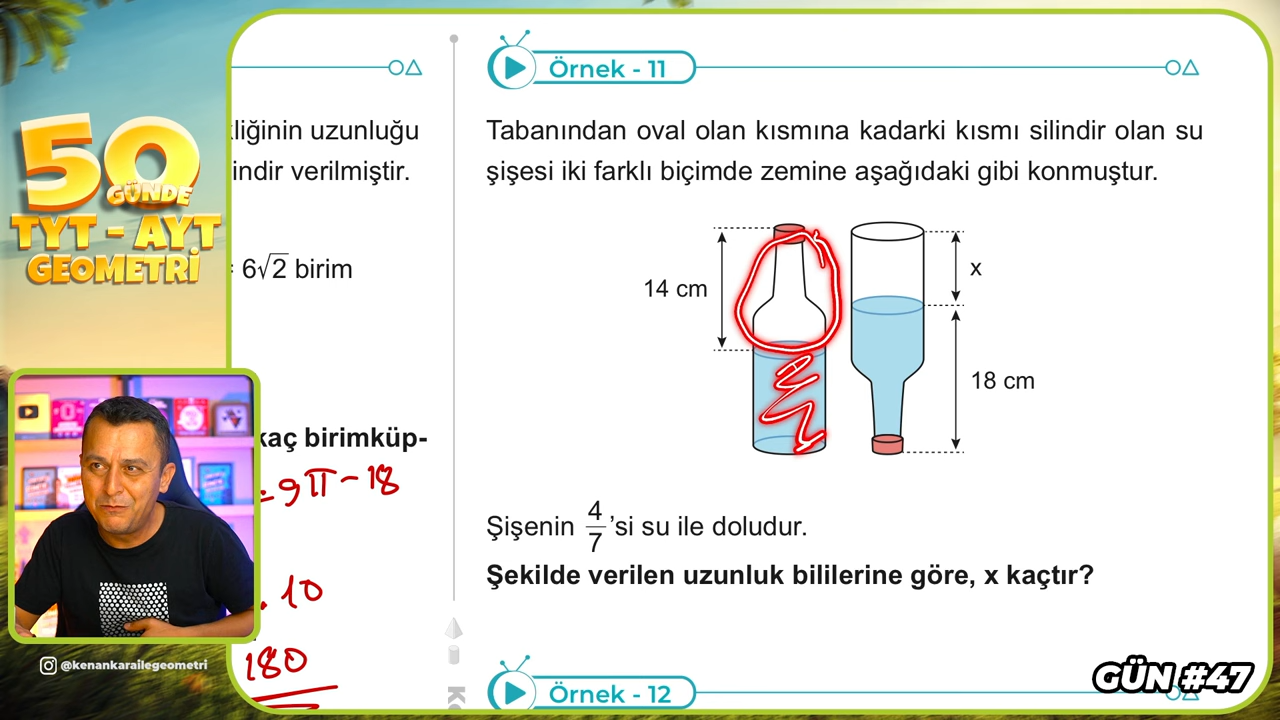 50
GÜNDE
TYT - AYT
GEOMETRİ
@kenankarailegeometri
liğinin uzunluğu
indir verilmiştir.
6√2 birim
kaç birimküp-
= 9π - 18
. 10
180
Örnek - 11
Tabanından oval olan kısmına kadarki kısmı silindir olan su
şişesi iki farklı biçimde zemine aşağıdaki gibi konmuştur.
14 cm
x
18 cm
Şişenin 4/7'si su ile doludur.
Şekilde verilen uzunluk bililerine göre, x kaçtır?
Örnek - 12
GÜN #47